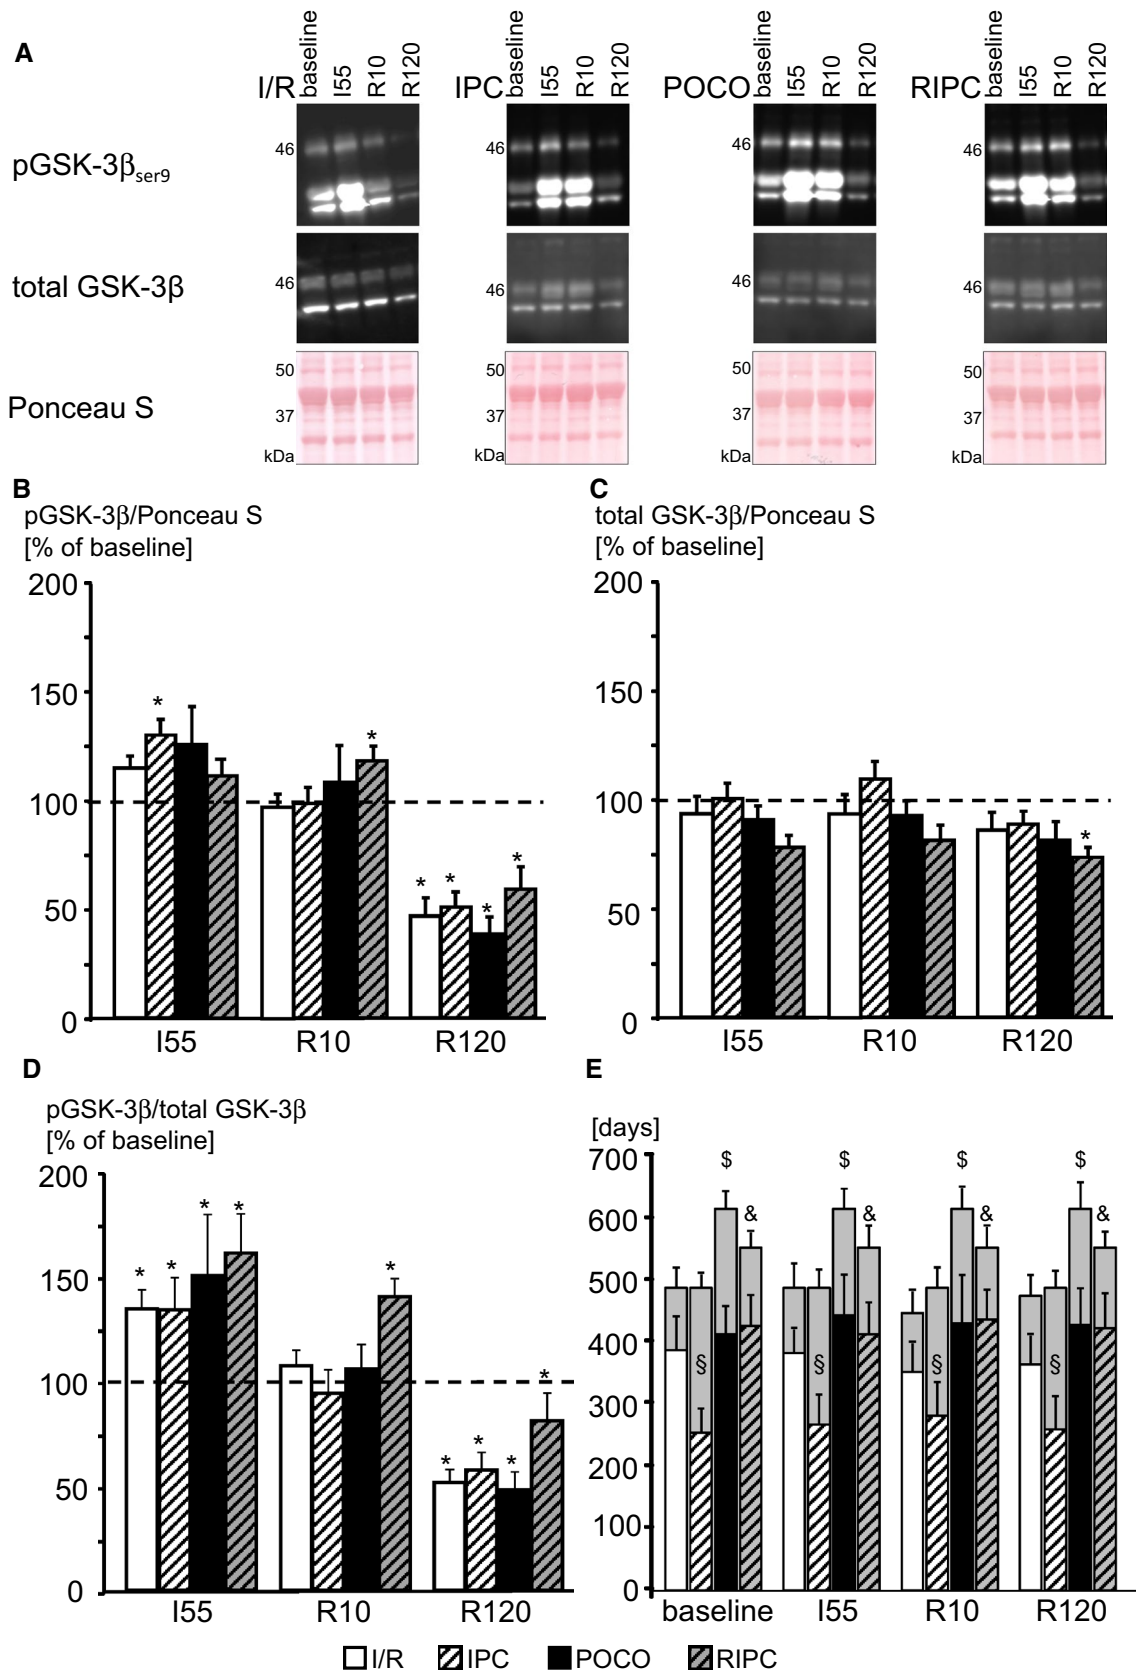 A
I/R baseline I55 R10 R120
IPC baseline I55 R10 R120
POCO baseline I55 R10 R120
RIPC baseline I55 R10 R120
pGSK-3βser9
46 46 46 46
total GSK-3β
46 46 46 46
Ponceau S
50 50 50 50
37 37 37 37
kDa kDa kDa kDa
B
pGSK-3β/Ponceau S
[% of baseline]
200
150
100
50
0
* * * * * *
I55 R10 R120
C
total GSK-3β/Ponceau S
[% of baseline]
200
150
100
50
0
*
I55 R10 R120
D
pGSK-3β/total GSK-3β
[% of baseline]
200
150
100
50
0
* * * * * * * * *
I55 R10 R120
E
[days]
700
600
500
400
300
200
100
0
$ $ $ $
& & & &
§ § § §
baseline I55 R10 R120
I/R IPC POCO RIPC